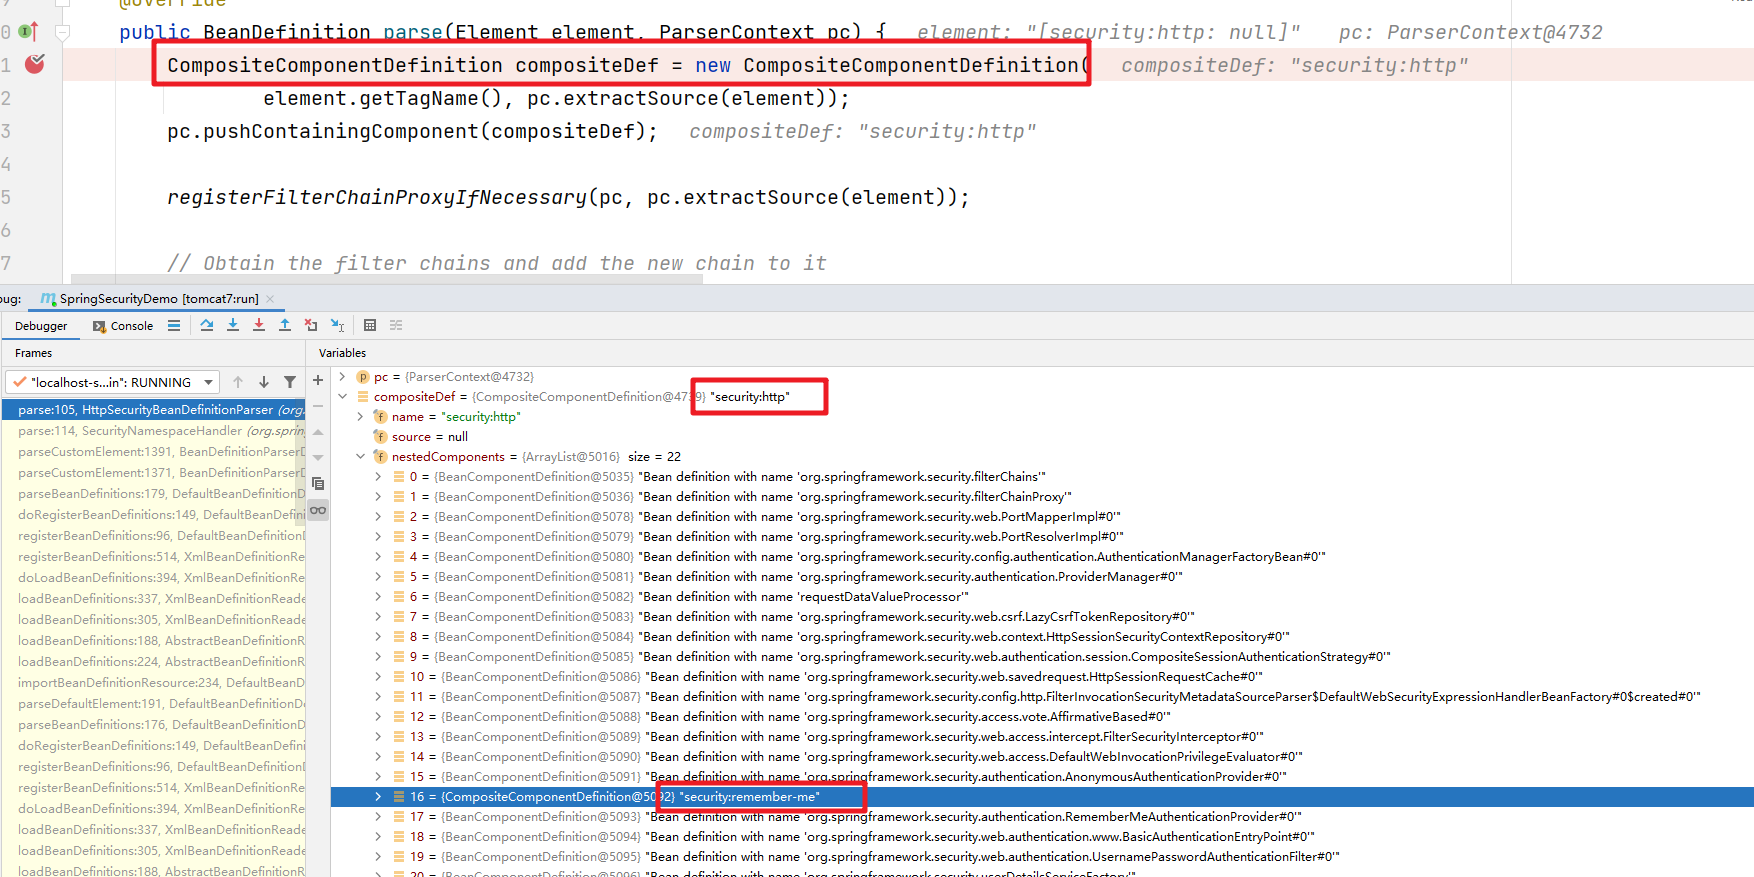 @Override
0 public BeanDefinition parse(Element element, ParserContext pc) { element: "[security:http: null]" pc: ParserContext@4732
1 CompositeComponentDefinition compositeDef = new CompositeComponentDefinition( compositeDef: "security:http"
2 element.getTagName(), pc.extractSource(element));
3 pc.pushContainingComponent(compositeDef); compositeDef: "security:http"
4
5 registerFilterChainProxyIfNecessary(pc, pc.extractSource(element));
6
7 // Obtain the filter chains and add the new chain to it
bug: SpringSecurityDemo [tomcat7:run] ×
Debugger Console
Frames
"localhost-s...in": RUNNING
parse:105, HttpSecurityBeanDefinitionParser (org.
parse:114, SecurityNamespaceHandler (org.spring
parseCustomElement:1391, BeanDefinitionParserD
parseCustomElement:1371, BeanDefinitionParserD
parseBeanDefinitions:179, DefaultBeanDefinitionD
doRegisterBeanDefinitions:149, DefaultBeanDefini
registerBeanDefinitions:96, DefaultBeanDefinitionD
registerBeanDefinitions:514, XmlBeanDefinitionRe
doLoadBeanDefinitions:394, XmlBeanDefinitionRe
loadBeanDefinitions:337, XmlBeanDefinitionReade
loadBeanDefinitions:305, XmlBeanDefinitionReade
loadBeanDefinitions:188, AbstractBeanDefinitionR
loadBeanDefinitions:224, AbstractBeanDefinitionR
importBeanDefinitionResource:234, DefaultBeanD
parseDefaultElement:191, DefaultBeanDefinitionDo
parseBeanDefinitions:176, DefaultBeanDefinitionD
doRegisterBeanDefinitions:149, DefaultBeanDefini
registerBeanDefinitions:96, DefaultBeanDefinitionD
registerBeanDefinitions:514, XmlBeanDefinitionRe
doLoadBeanDefinitions:394, XmlBeanDefinitionRe
loadBeanDefinitions:337, XmlBeanDefinitionReade
loadBeanDefinitions:305, XmlBeanDefinitionReade
loadBeanDefinitions:188, AbstractBeanDefinitionR
Variables
pc = {ParserContext@4732}
compositeDef = {CompositeComponentDefinition@4739} "security:http"
name = "security:http"
source = null
nestedComponents = {ArrayList@5016} size = 22
0 = {BeanComponentDefinition@5035} "Bean definition with name 'org.springframework.security.filterChains'"
1 = {BeanComponentDefinition@5036} "Bean definition with name 'org.springframework.security.filterChainProxy'"
2 = {BeanComponentDefinition@5078} "Bean definition with name 'org.springframework.security.web.PortMapperImpl#0'"
3 = {BeanComponentDefinition@5079} "Bean definition with name 'org.springframework.security.web.PortResolverImpl#0'"
4 = {BeanComponentDefinition@5080} "Bean definition with name 'org.springframework.security.config.authentication.AuthenticationManagerFactoryBean#0'"
5 = {BeanComponentDefinition@5081} "Bean definition with name 'org.springframework.security.authentication.ProviderManager#0'"
6 = {BeanComponentDefinition@5082} "Bean definition with name 'requestDataValueProcessor'"
7 = {BeanComponentDefinition@5083} "Bean definition with name 'org.springframework.security.web.csrf.LazyCsrfTokenRepository#0'"
8 = {BeanComponentDefinition@5084} "Bean definition with name 'org.springframework.security.web.context.HttpSessionSecurityContextRepository#0'"
9 = {BeanComponentDefinition@5085} "Bean definition with name 'org.springframework.security.web.authentication.session.CompositeSessionAuthenticationStrategy#0'"
10 = {BeanComponentDefinition@5086} "Bean definition with name 'org.springframework.security.web.savedrequest.HttpSessionRequestCache#0'"
11 = {BeanComponentDefinition@5087} "Bean definition with name 'org.springframework.security.config.http.FilterInvocationSecurityMetadataSourceParser$DefaultWebSecurityExpressionHandlerBeanFactory#0$created#0'"
12 = {BeanComponentDefinition@5088} "Bean definition with name 'org.springframework.security.access.vote.AffirmativeBased#0'"
13 = {BeanComponentDefinition@5089} "Bean definition with name 'org.springframework.security.web.access.intercept.FilterSecurityInterceptor#0'"
14 = {BeanComponentDefinition@5090} "Bean definition with name 'org.springframework.security.web.access.DefaultWebInvocationPrivilegeEvaluator#0'"
15 = {BeanComponentDefinition@5091} "Bean definition with name 'org.springframework.security.authentication.AnonymousAuthenticationProvider#0'"
16 = {CompositeComponentDefinition@5092} "security:remember-me"
17 = {BeanComponentDefinition@5093} "Bean definition with name 'org.springframework.security.authentication.RememberMeAuthenticationProvider#0'"
18 = {BeanComponentDefinition@5094} "Bean definition with name 'org.springframework.security.web.authentication.www.BasicAuthenticationEntryPoint#0'"
19 = {BeanComponentDefinition@5095} "Bean definition with name 'org.springframework.security.web.authentication.UsernamePasswordAuthenticationFilter#0'"
20 = {BeanComponentDefinition@5096} "Bean definition with name 'org.springframework.security.userDetailsServiceFactory'"